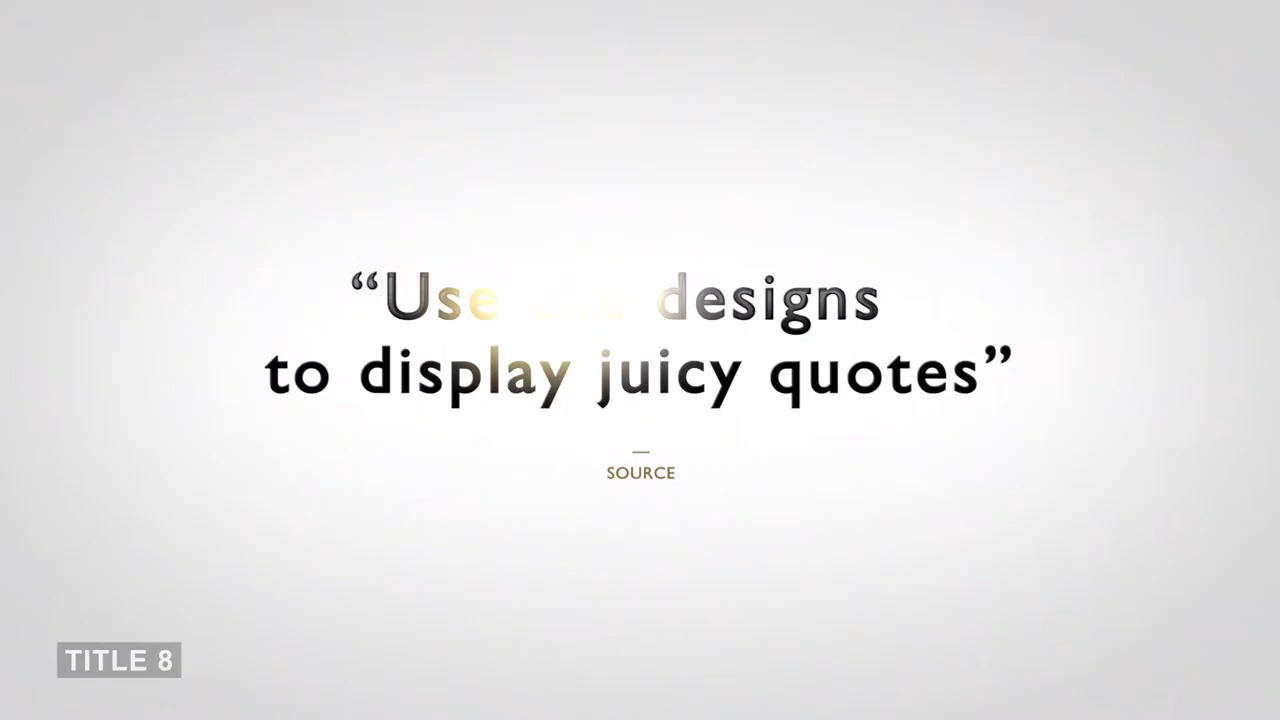 “Use designs
to display juicy quotes”
—
SOURCE
TITLE 8